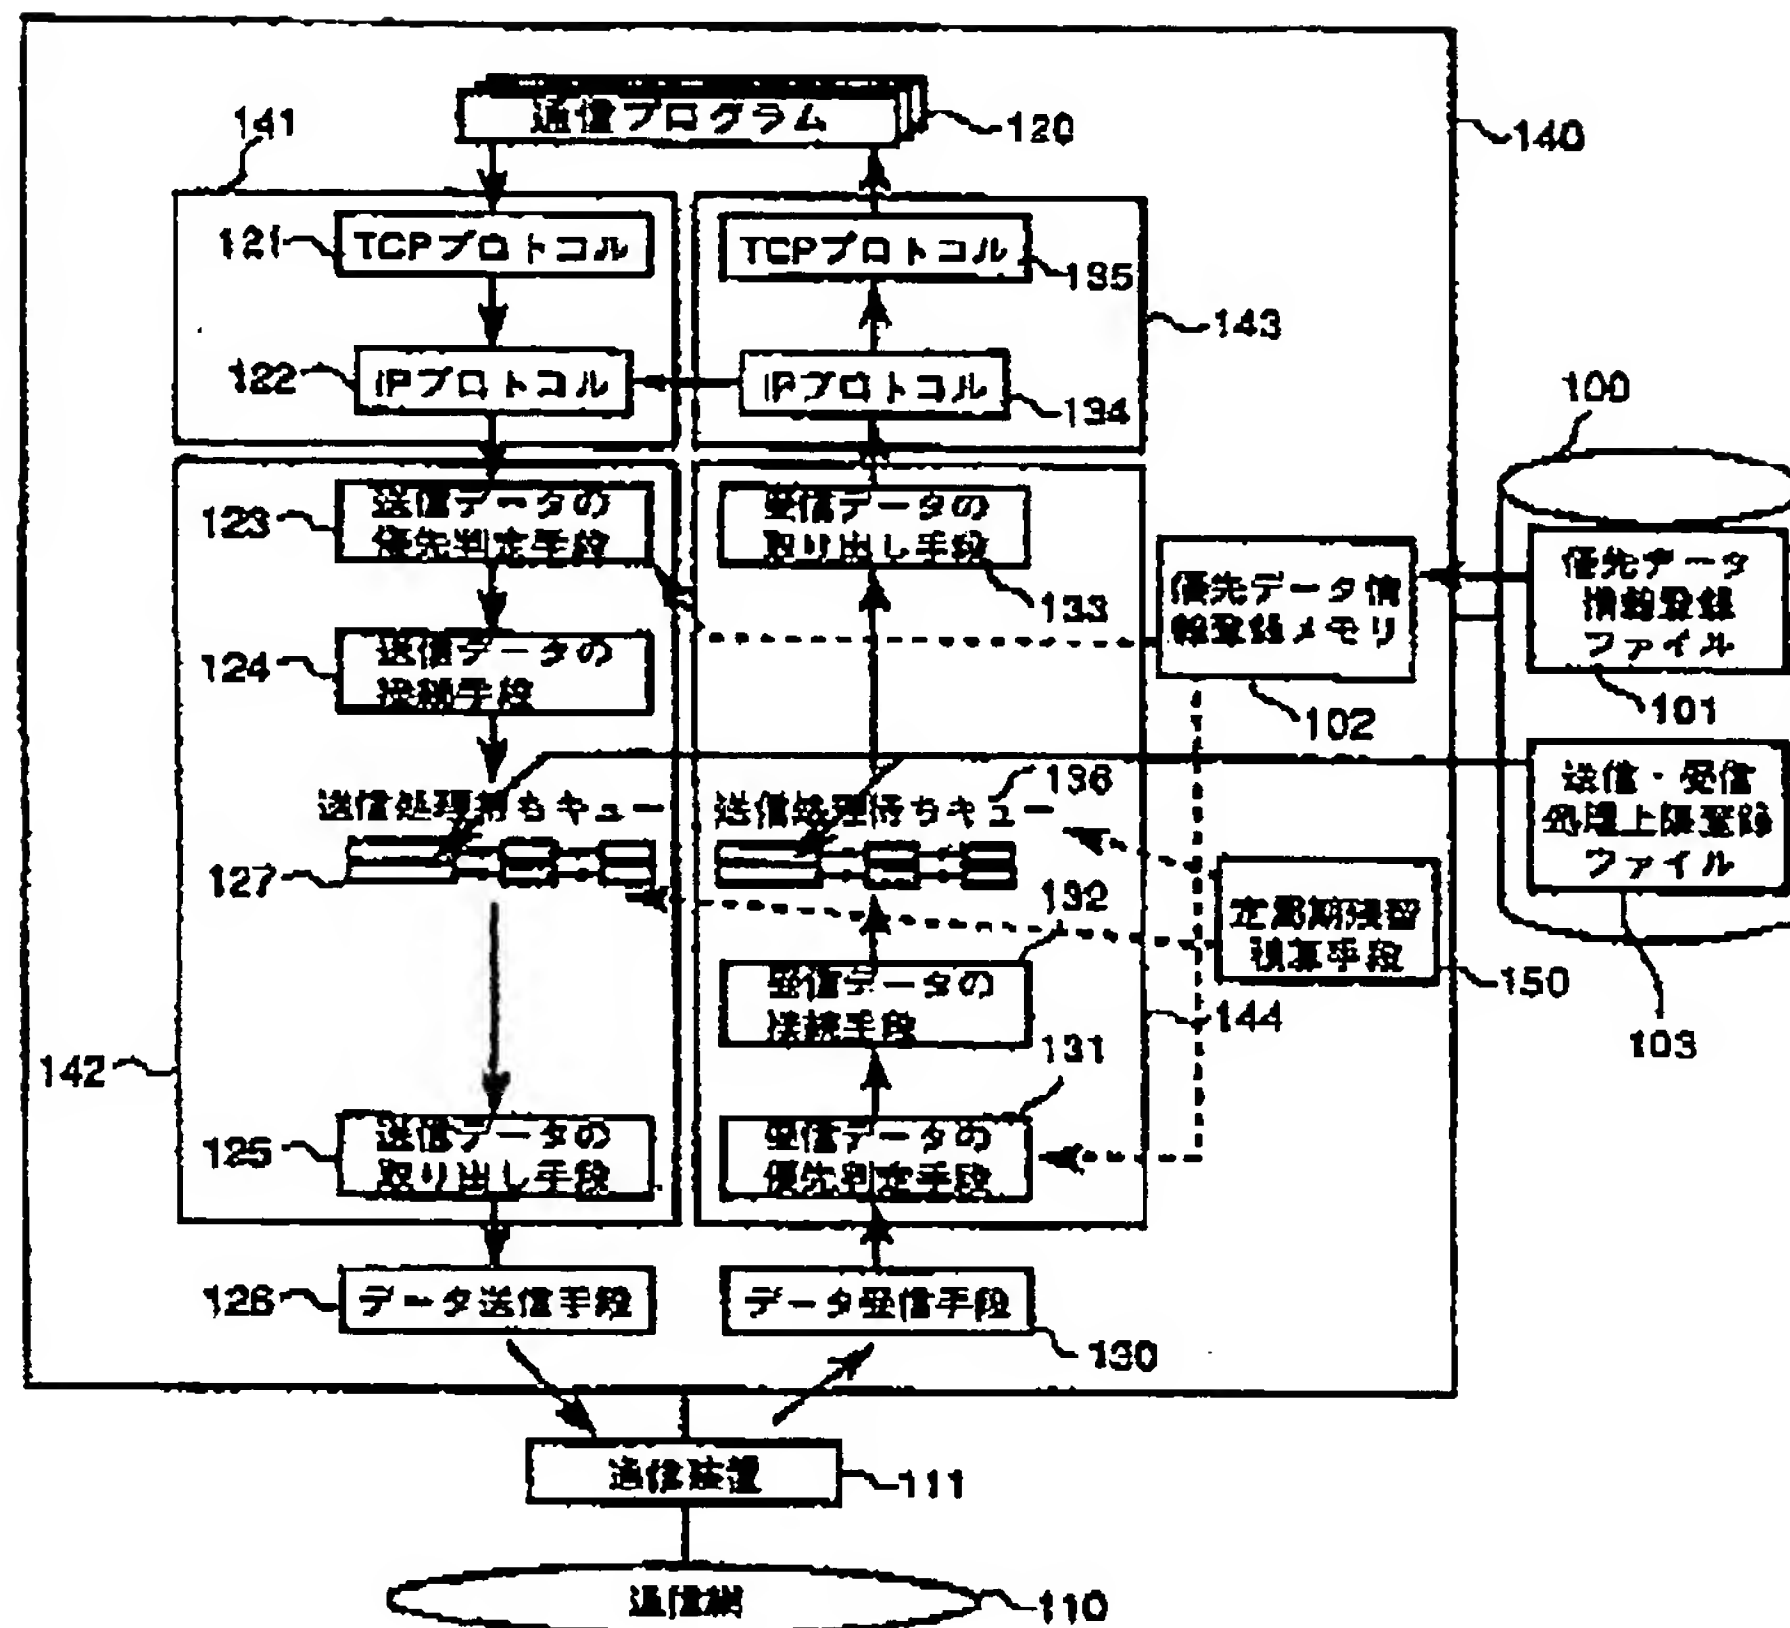 通信プログラム
120
140
141
121
TCPプロトコル
TCPプロトコル
135
143
122
IPプロトコル
IPプロトコル
134
100
123
送信データの
優先判定手段
受信データの
取り出し手段
133
優先データ情
報登録メモリ
102
優先データ
情報登録
ファイル
101
124
送信データの
接続手段
送信処理待ちキュー
127
送信処理待ちキュー
136
送信・受信
処理上限登録
ファイル
103
132
定周期残留
積算手段
150
受信データの
接続手段
144
142
131
125
送信データの
取り出し手段
受信データの
優先判定手段
126
データ送信手段
データ受信手段
130
通信装置
111
通信網
110